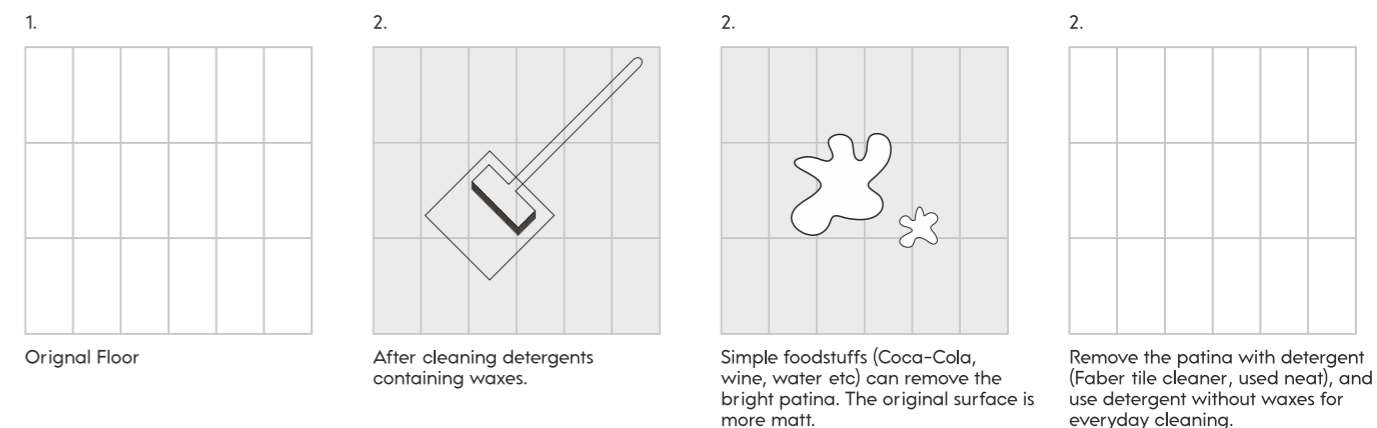 1.
2.
2.
2.
Orignal Floor
After cleaning detergents
containing waxes.
Simple foodstuffs (Coca-Cola,
wine, water etc) can remove the
bright patina. The original surface is
more matt.
Remove the patina with detergent
(Faber tile cleaner, used neat), and
use detergent without waxes for
everyday cleaning.